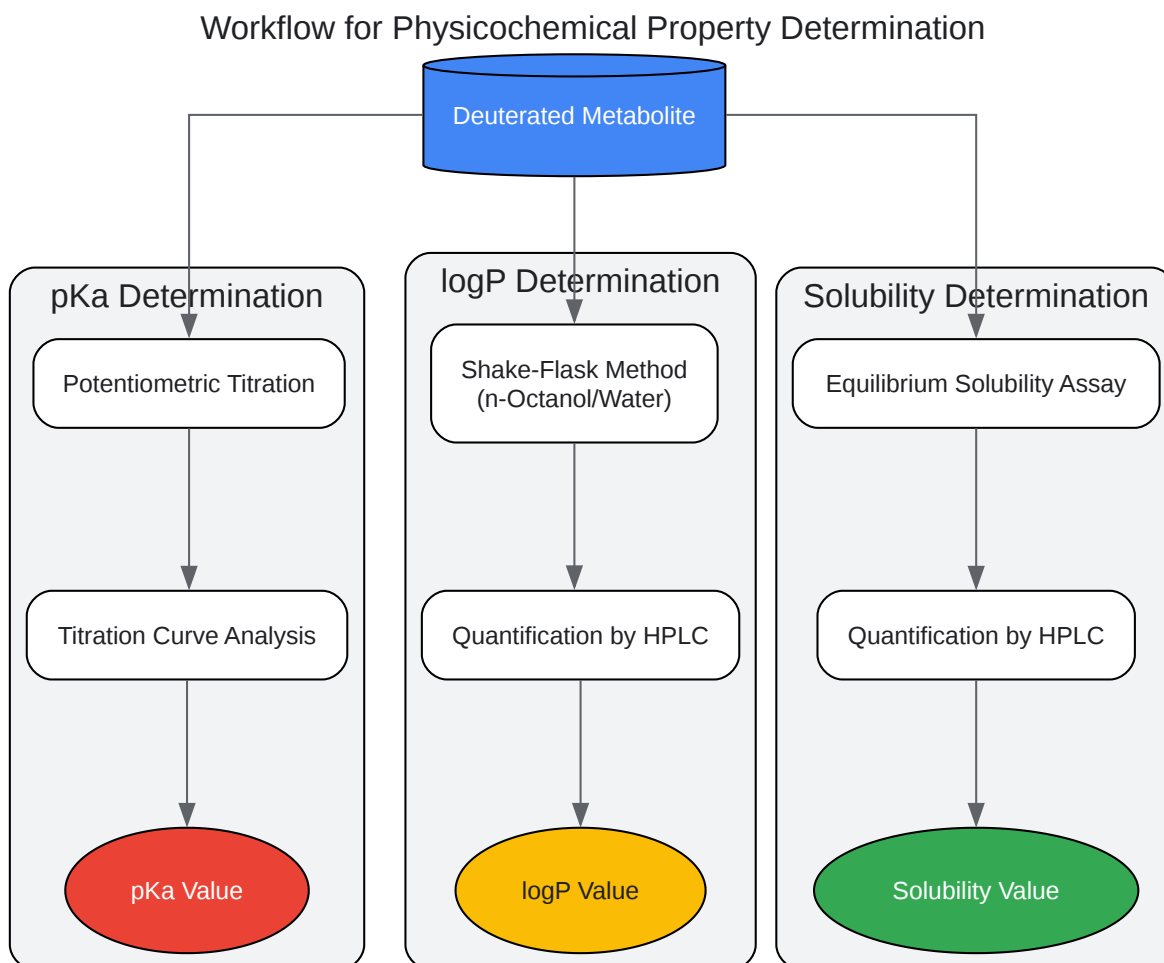 Workflow for Physicochemical Property Determination
Deuterated Metabolite
pKa Determination
Potentiometric Titration
Titration Curve Analysis
pKa Value
logP Determination
Shake-Flask Method
(n-Octanol/Water)
Quantification by HPLC
logP Value
Solubility Determination
Equilibrium Solubility Assay
Quantification by HPLC
Solubility Value